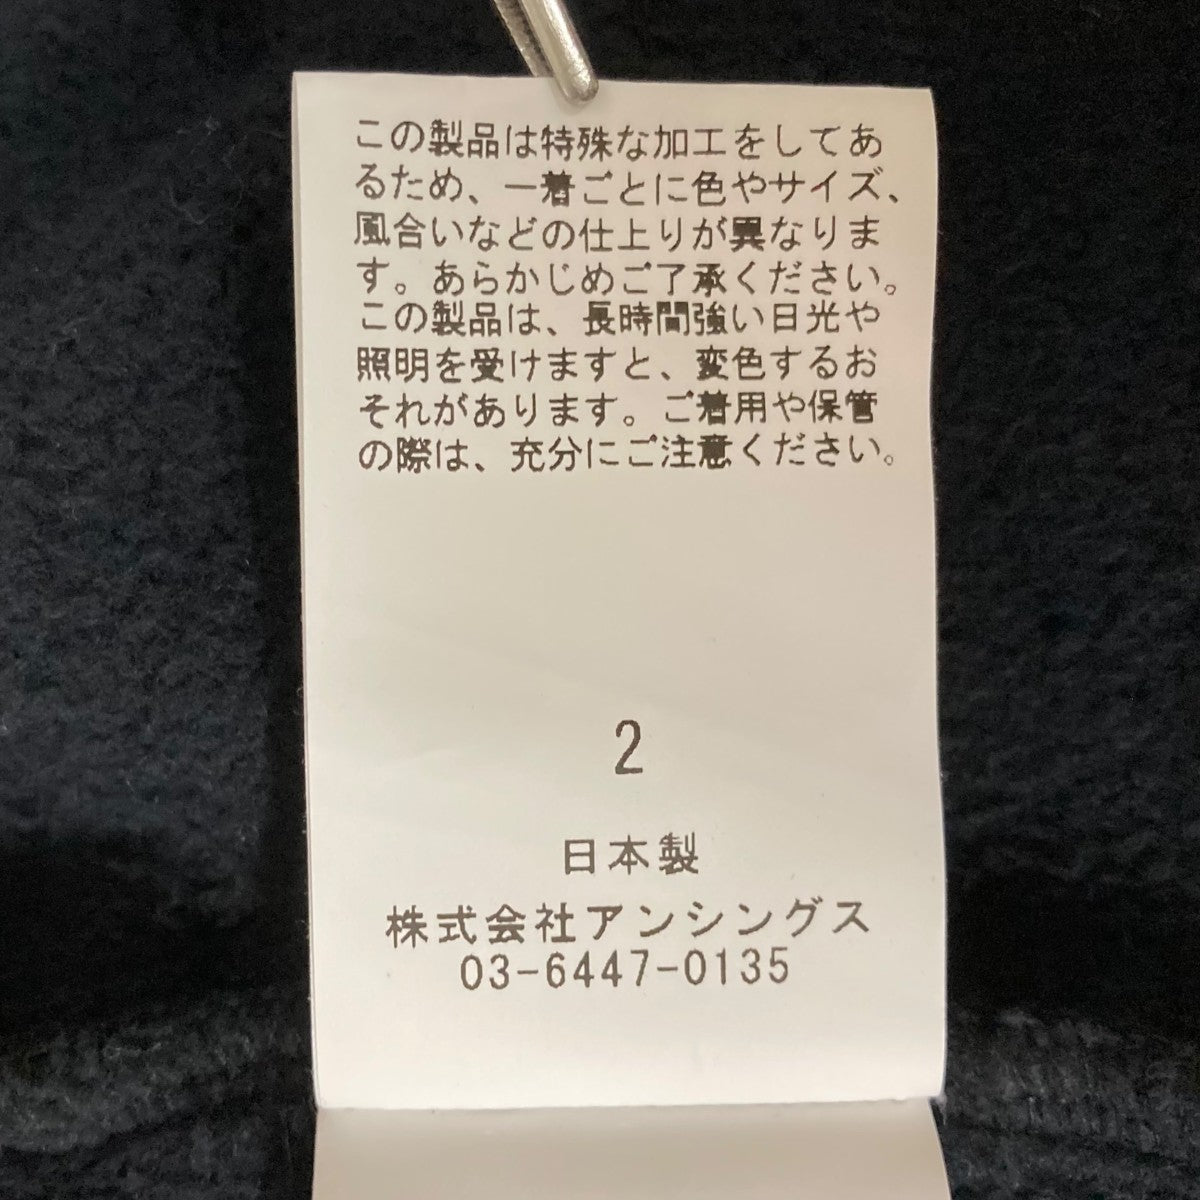 この製品は特殊な加工をしてあ
るため、一着ごとに色やサイズ、
風合いなどの仕上りが異なりま
す。あらかじめご了承ください。
この製品は、長時間強い日光や
照明を受けますと、変色するお
それがあります。ご着用や保管
の際は、充分にご注意ください。
2
日本製
株式会社アンシングス
03-6447-0135